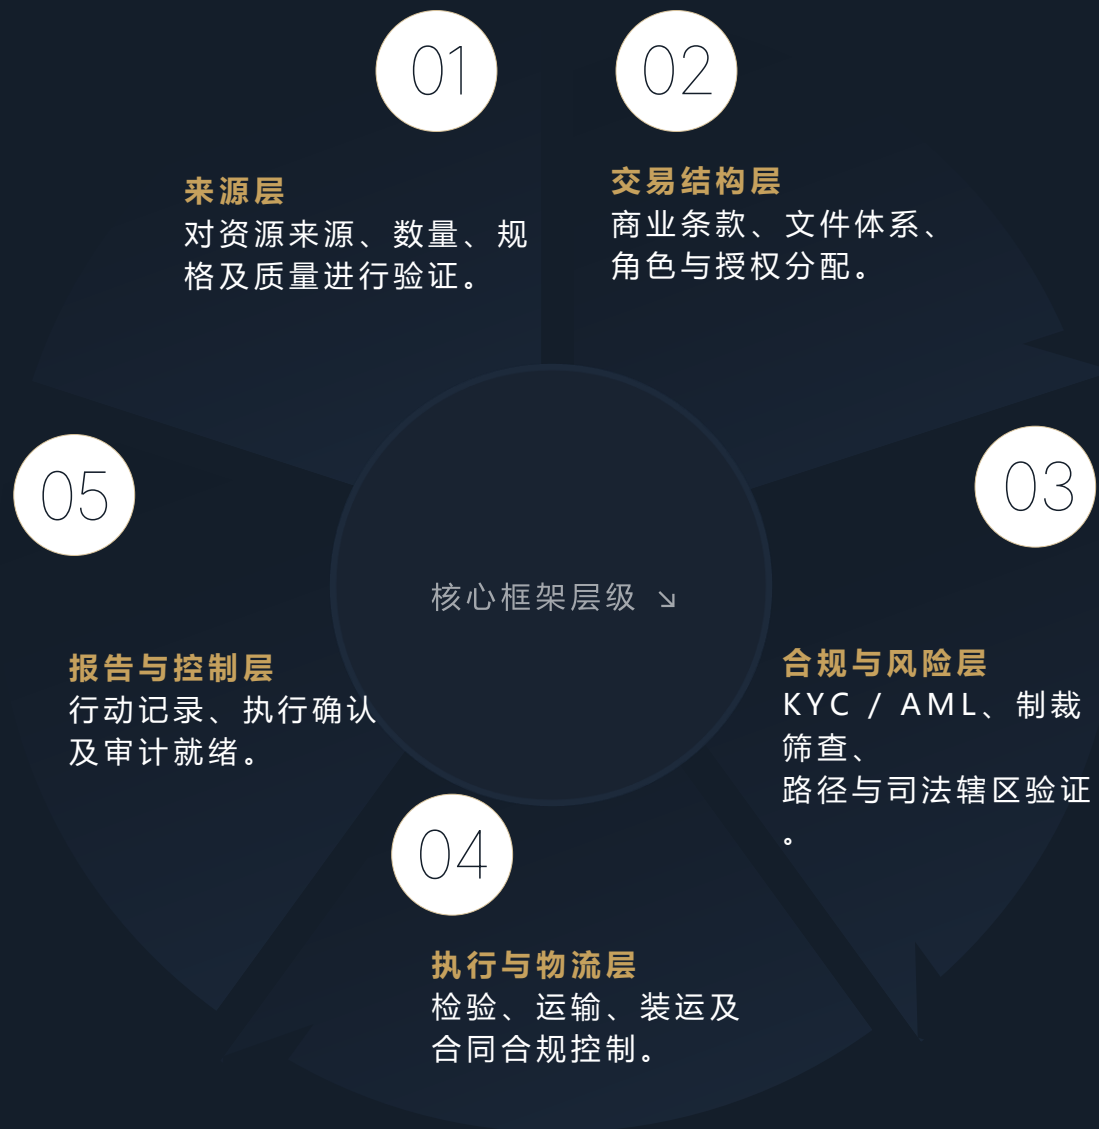 01
来源层
对资源来源、数量、规
格及质量进行验证。
02
交易结构层
商业条款、文件体系、
角色与授权分配。
03
合规与风险层
KYC / AML、制裁
筛查、
路径与司法辖区验证
。
04
执行与物流层
检验、运输、装运及
合同合规控制。
05
报告与控制层
行动记录、执行确认
及审计就绪。
核心框架层级 ↘